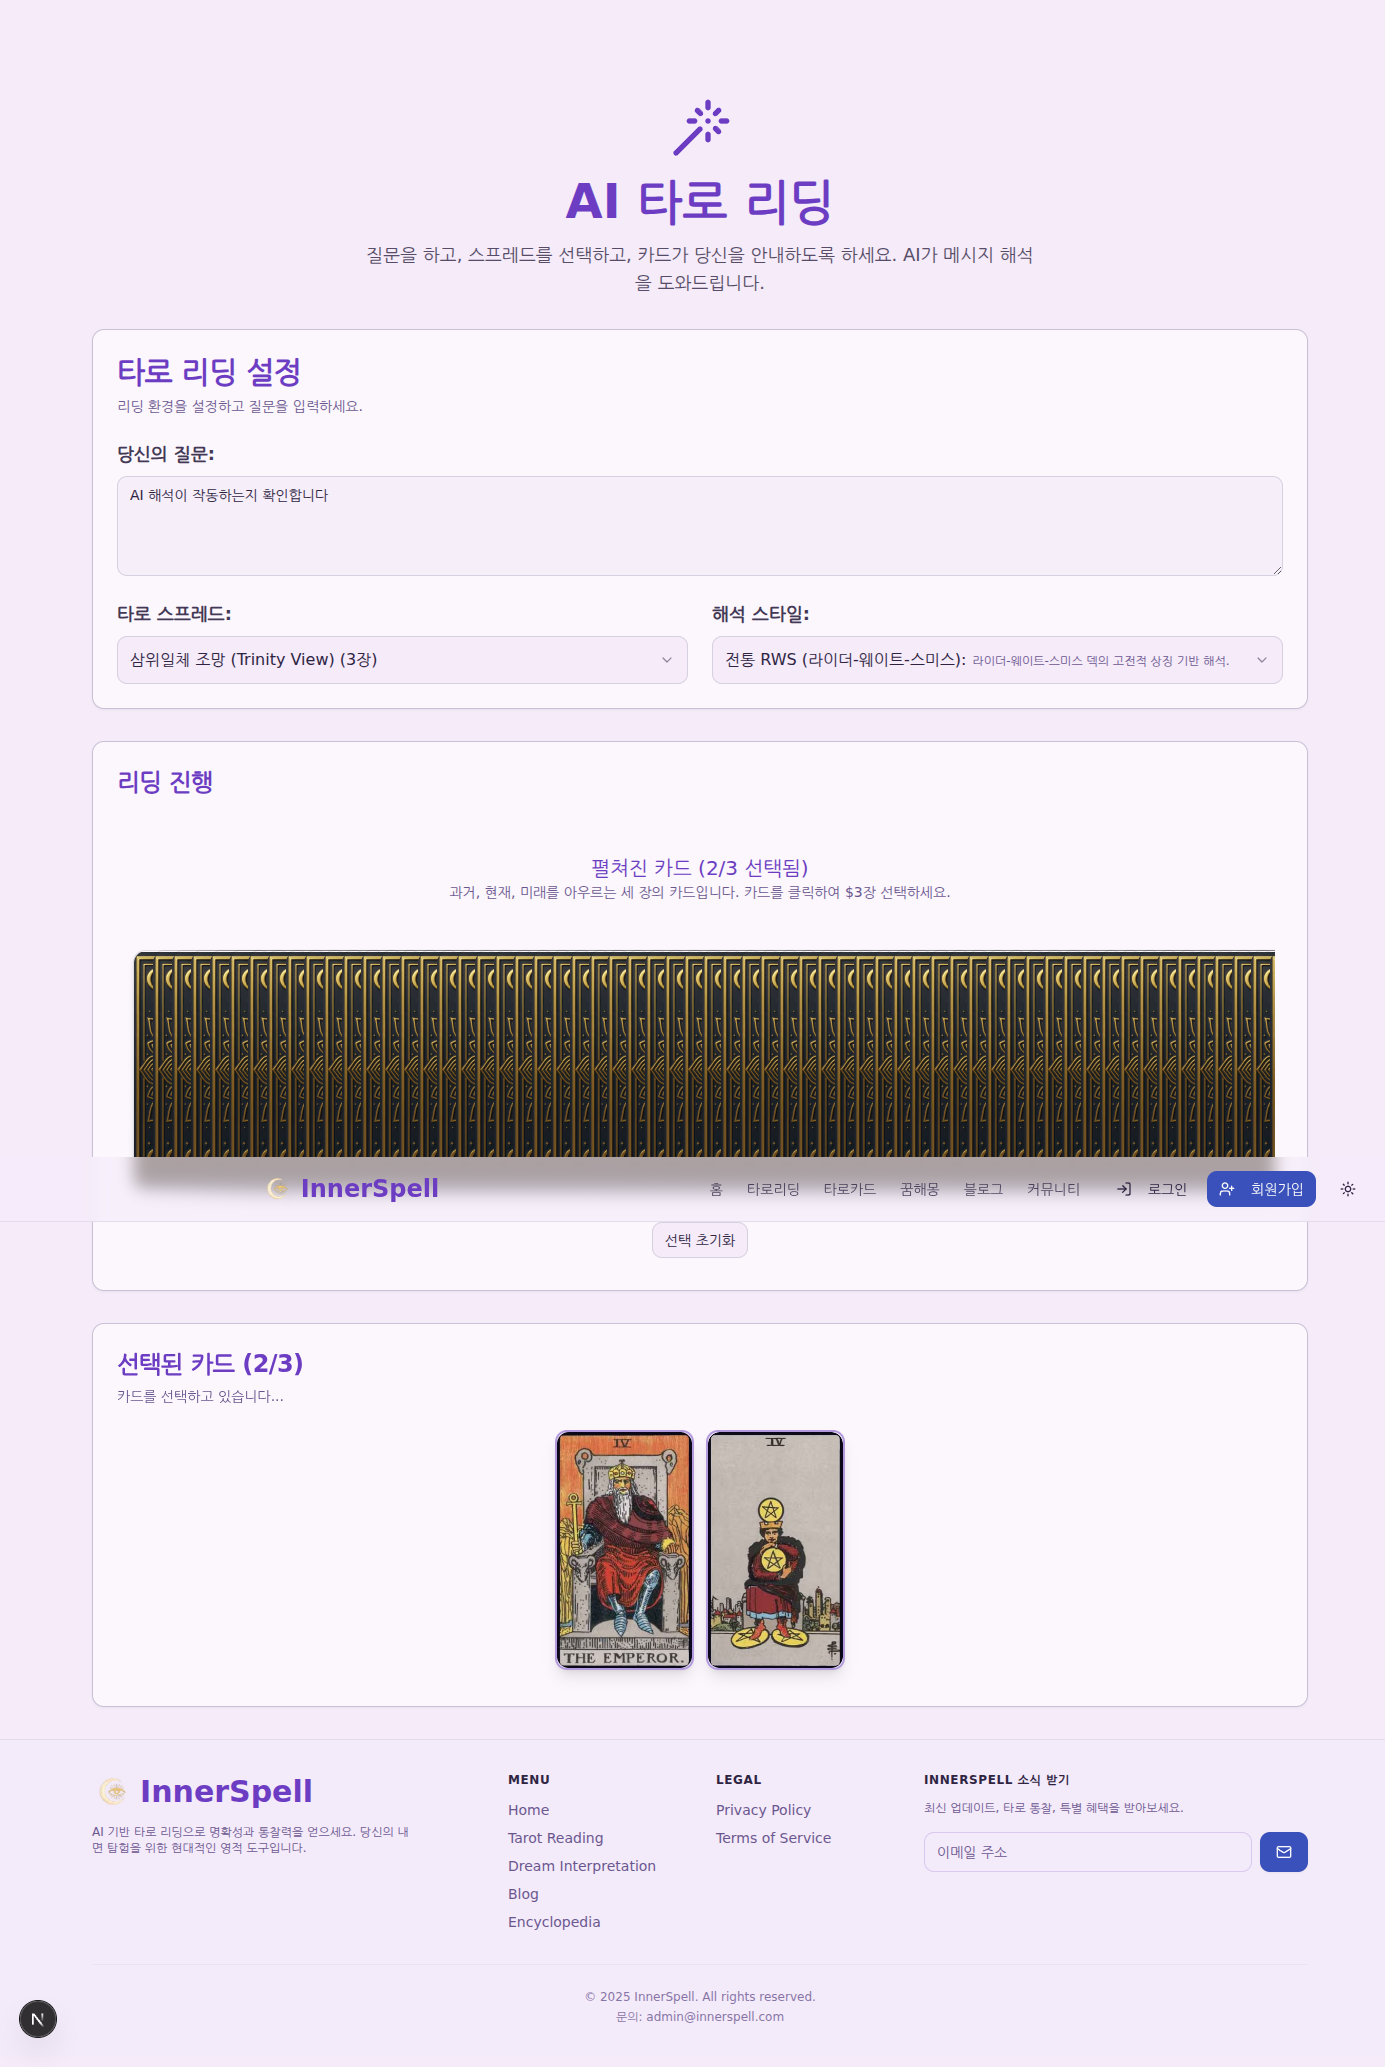 AI 타로 리딩
질문을 하고, 스프레드를 선택하고, 카드가 당신을 안내하도록 하세요. AI가 메시지 해석
을 도와드립니다.
타로 리딩 설정
리딩 환경을 설정하고 질문을 입력하세요.
당신의 질문:
AI 해석이 작동하는지 확인합니다
타로 스프레드:
삼위일체 조망 (Trinity View) (3장)
해석 스타일:
전통 RWS (라이더-웨이트-스미스): 라이더-웨이트-스미스 덱의 고전적 상징 기반 해석.
리딩 진행
펼쳐진 카드 (2/3 선택됨)
과거, 현재, 미래를 아우르는 세 장의 카드입니다. 카드를 클릭하여 $3장 선택하세요.
InnerSpell
홈 타로리딩 타로카드 꿈해몽 블로그 커뮤니티 로그인 회원가입
선택 초기화
선택된 카드 (2/3)
카드를 선택하고 있습니다...
IV
THE EMPEROR.
IV
InnerSpell
AI 기반 타로 리딩으로 명확성과 통찰력을 얻으세요. 당신의 내
면 탐험을 위한 현대적인 영적 도구입니다.
MENU
Home
Tarot Reading
Dream Interpretation
Blog
Encyclopedia
LEGAL
Privacy Policy
Terms of Service
INNERSPELL 소식 받기
최신 업데이트, 타로 통찰, 특별 혜택을 받아보세요.
이메일 주소
© 2025 InnerSpell. All rights reserved.
문의: admin@innerspell.com
N